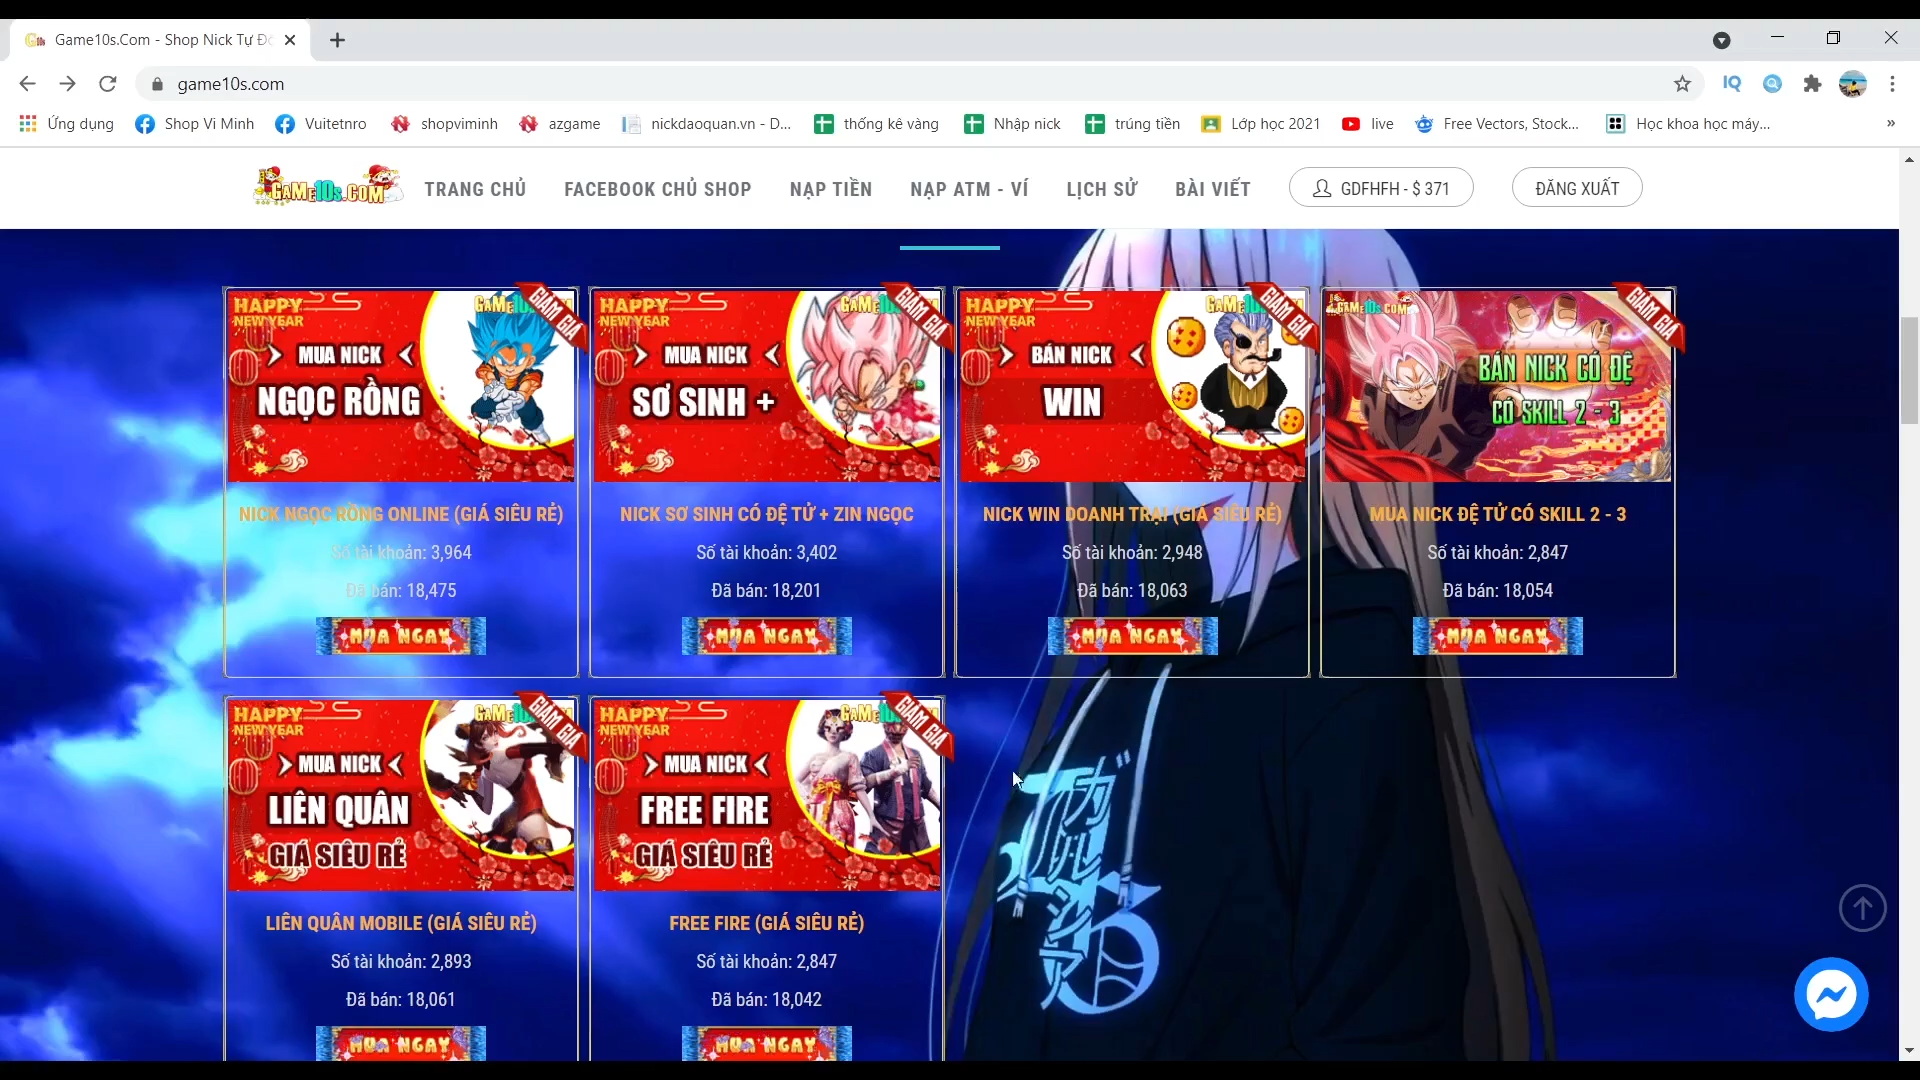 Game10s.Com - Shop Nick Tự Độ
game10s.com
IQ
Ứng dụng
Shop Vi Minh
Vuitetnro
shopviminh
azgame
nickdaoquan.vn - D...
thống kê vàng
Nhập nick
trúng tiền
Lớp học 2021
live
Free Vectors, Stock...
Học khoa học máy...
»
GAMe10s.COM
TRANG CHỦ
FACEBOOK CHỦ SHOP
NẠP TIỀN
NẠP ATM - VÍ
LỊCH SỬ
BÀI VIẾT
GDFHFH - $ 371
ĐĂNG XUẤT
HAPPY
NEW YEAR
GIẢM GIÁ
MUA NICK
NGỌC RỒNG
HAPPY
NEW YEAR
GIẢM GIÁ
MUA NICK
SƠ SINH +
HAPPY
NEW YEAR
GIẢM GIÁ
BÁN NICK
WIN
GAMe10s.COM
GIẢM GIÁ
BÁN NICK CÓ ĐỆ
CÓ SKILL 2 - 3
NICK NGỌC RỒNG ONLINE (GIÁ SIÊU RẺ)
Số tài khoản: 3,964
Đã bán: 18,475
MUA NGAY
NICK SƠ SINH CÓ ĐỆ TỬ + ZIN NGỌC
Số tài khoản: 3,402
Đã bán: 18,201
MUA NGAY
NICK WIN DOANH TRẠI (GIÁ SIÊU RẺ)
Số tài khoản: 2,948
Đã bán: 18,063
MUA NGAY
MUA NICK ĐỆ TỬ CÓ SKILL 2 - 3
Số tài khoản: 2,847
Đã bán: 18,054
MUA NGAY
HAPPY
NEW YEAR
GIẢM GIÁ
MUA NICK
LIÊN QUÂN
GIÁ SIÊU RẺ
HAPPY
NEW YEAR
GIẢM GIÁ
MUA NICK
FREE FIRE
GIÁ SIÊU RẺ
LIÊN QUÂN MOBILE (GIÁ SIÊU RẺ)
Số tài khoản: 2,893
Đã bán: 18,061
MUA NGAY
FREE FIRE (GIÁ SIÊU RẺ)
Số tài khoản: 2,847
Đã bán: 18,042
MUA NGAY